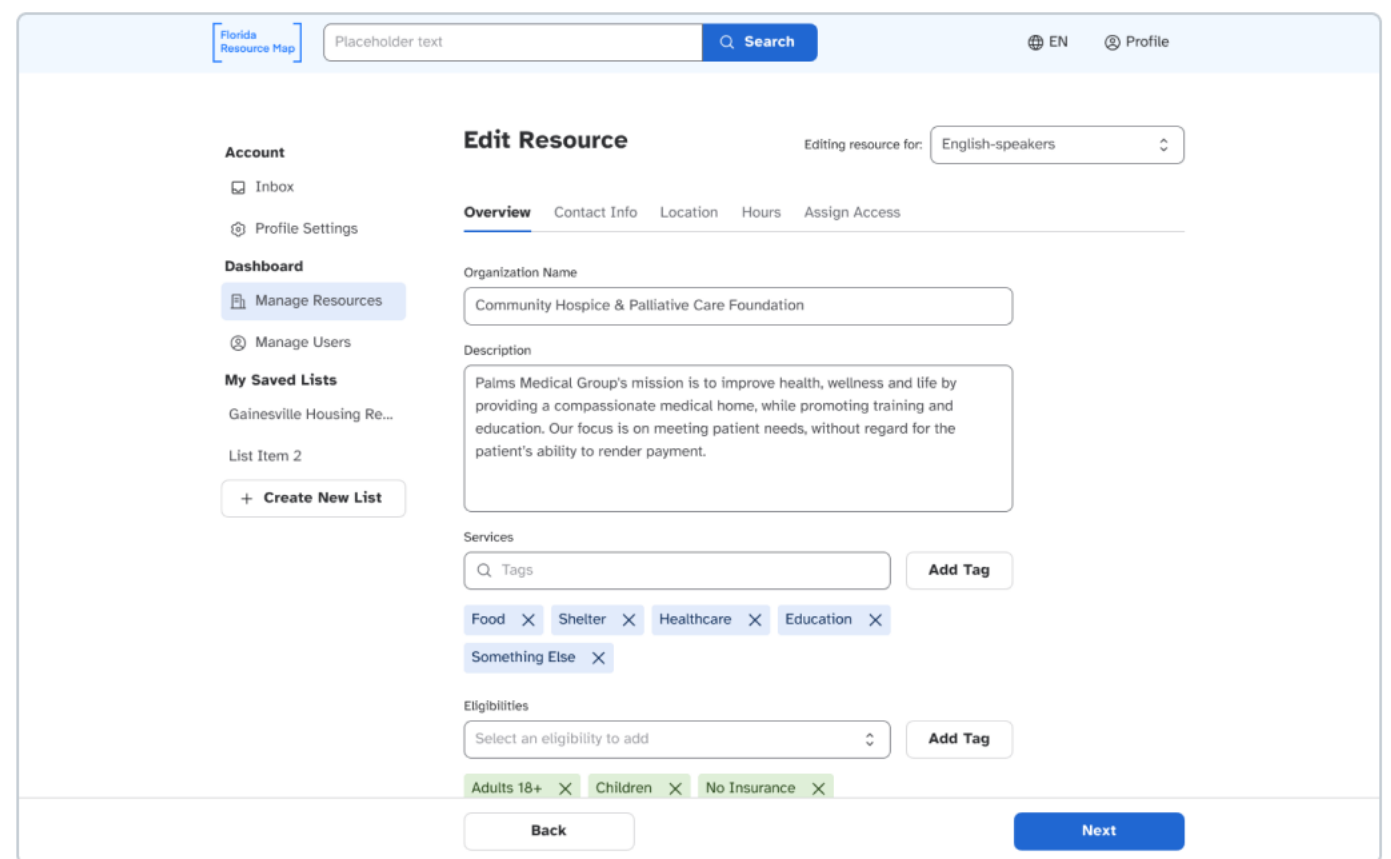 Florida
Resource Map
Placeholder text
Search
EN
Profile
Account
Inbox
Profile Settings
Dashboard
Manage Resources
Manage Users
My Saved Lists
Gainesville Housing Re...
List Item 2
+ Create New List
Edit Resource
Editing resource for:
English-speakers
Overview Contact Info Location Hours Assign Access
Organization Name
Community Hospice & Palliative Care Foundation
Description
Palms Medical Group's mission is to improve health, wellness and life by
providing a compassionate medical home, while promoting training and
education. Our focus is on meeting patient needs, without regard for the
patient's ability to render payment.
Services
Tags
Add Tag
Food Shelter Healthcare Education
Something Else
Eligibilities
Select an eligibility to add
Add Tag
Adults 18+ Children No Insurance
Back
Next